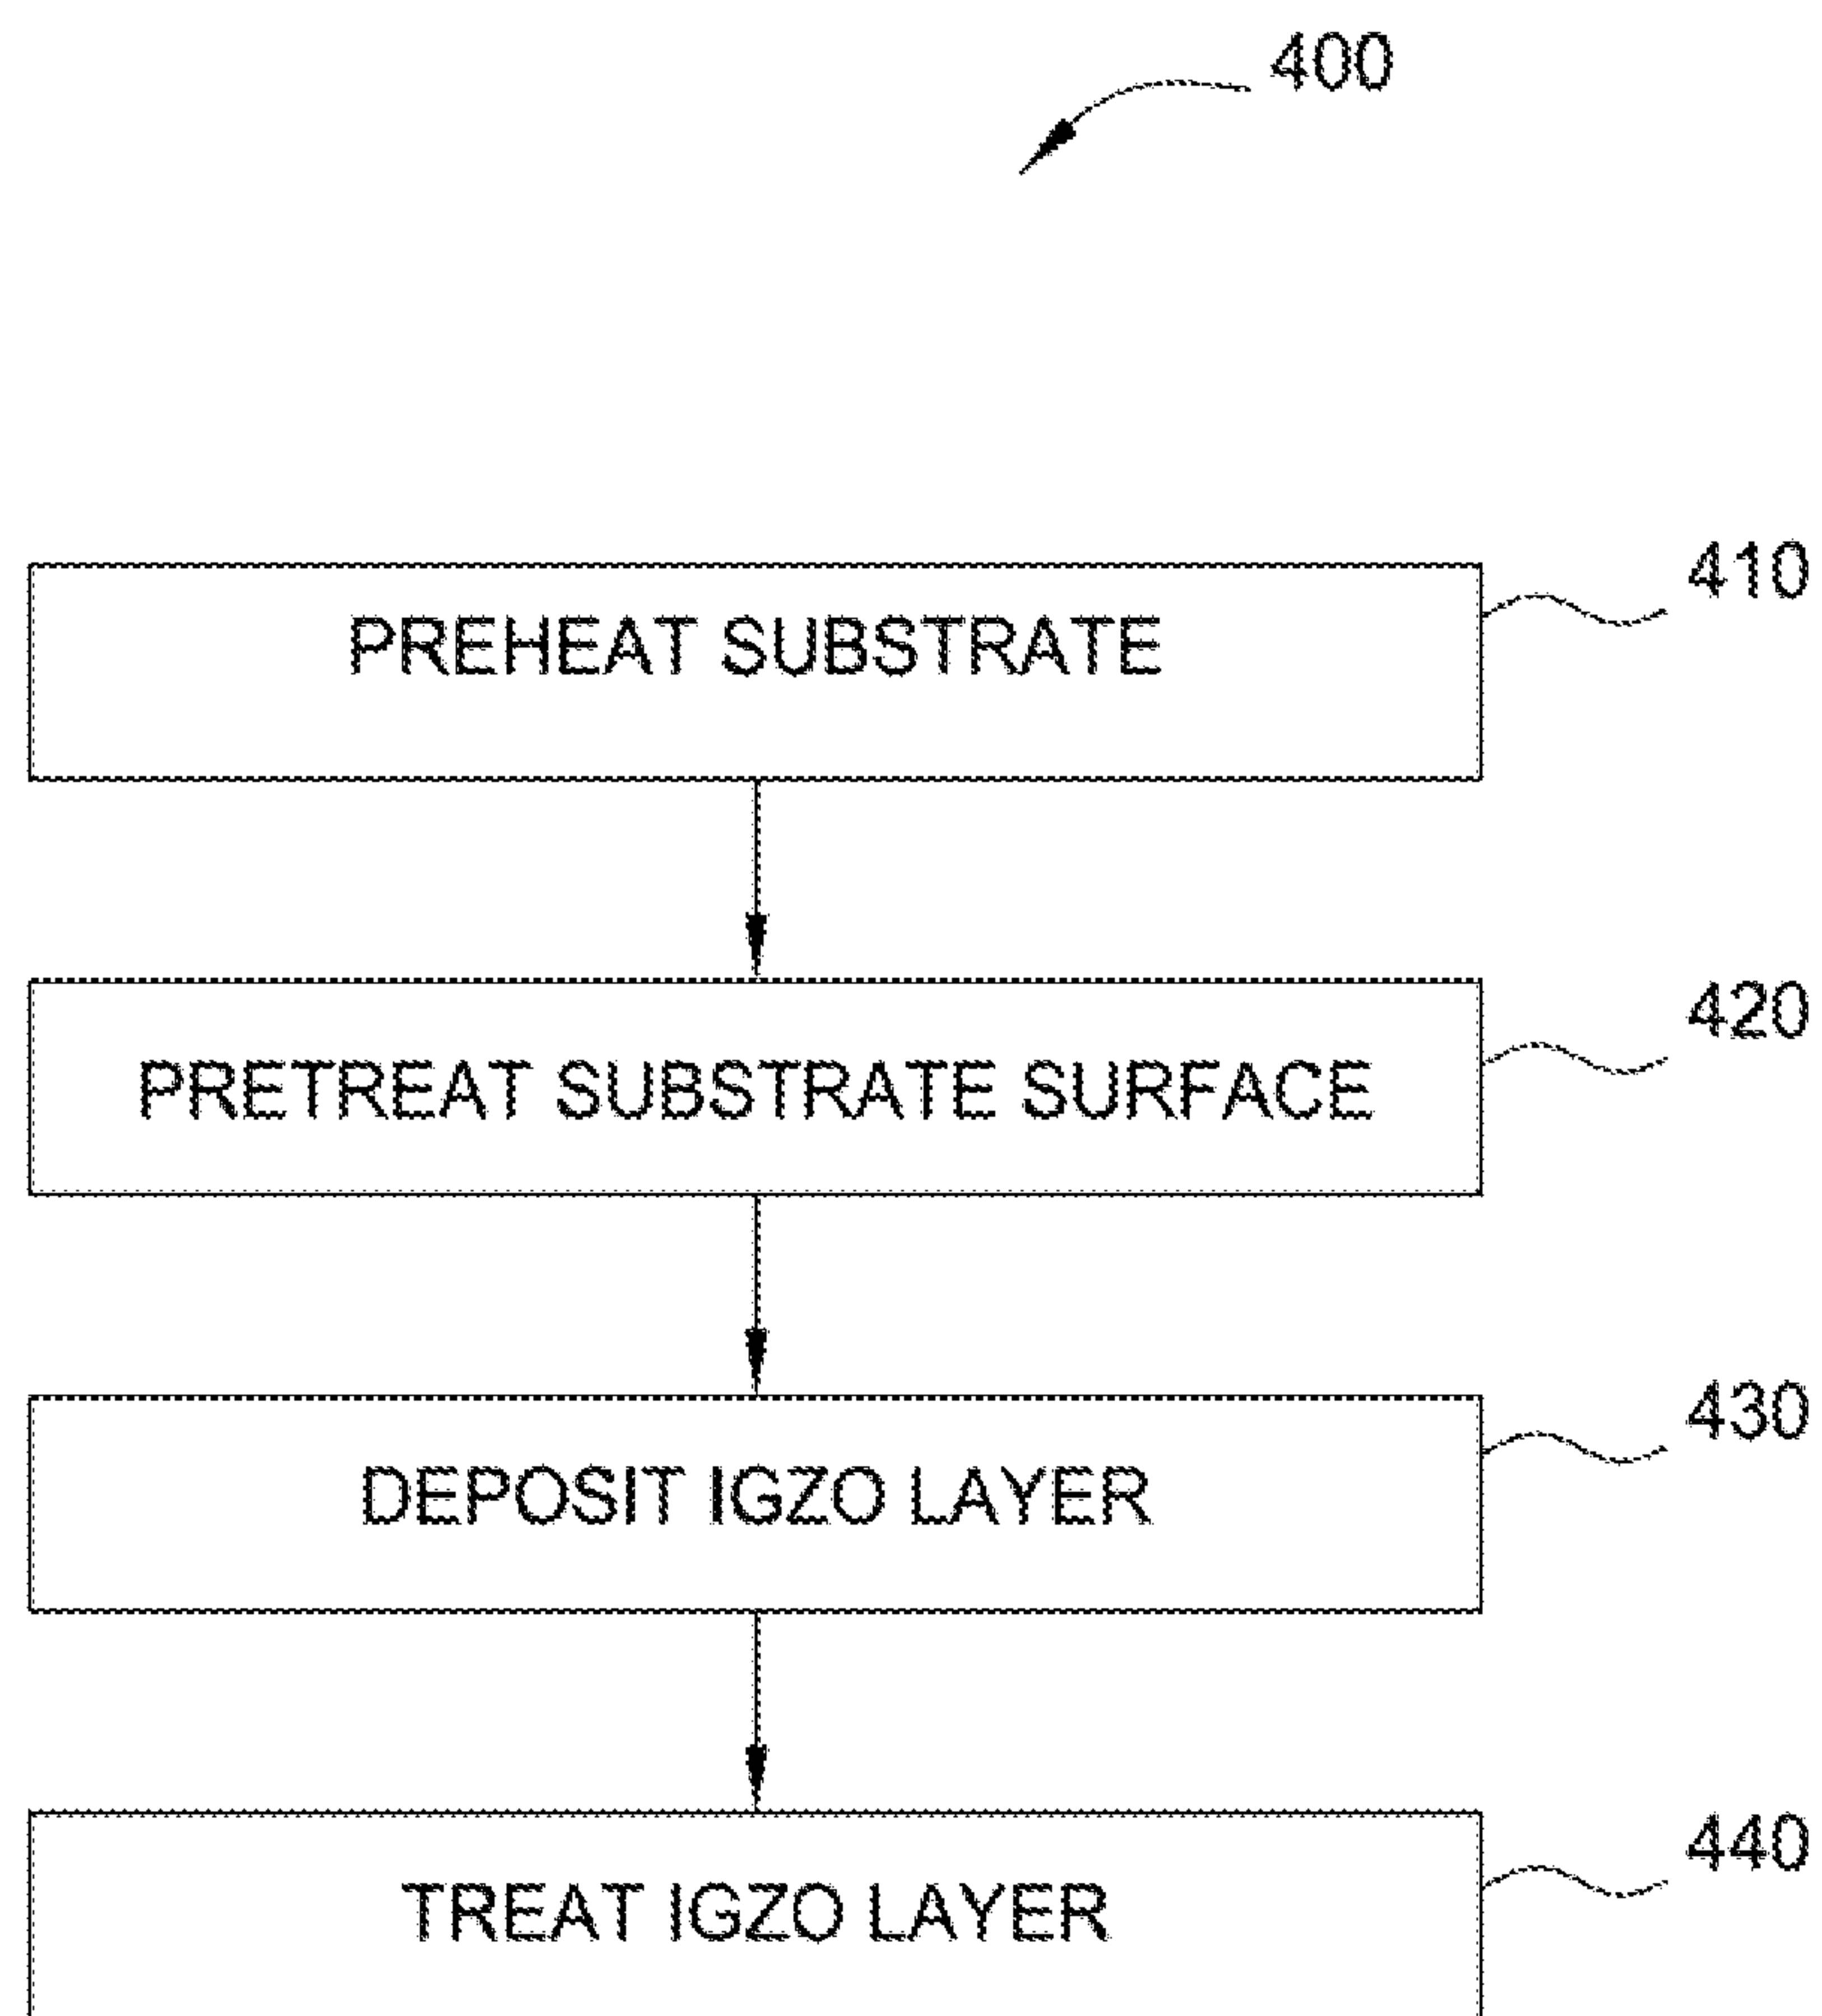 400
PREHEAT SUBSTRATE
410
PRETREAT SUBSTRATE SURFACE
420
DEPOSIT IGZO LAYER
430
TREAT IGZO LAYER
440